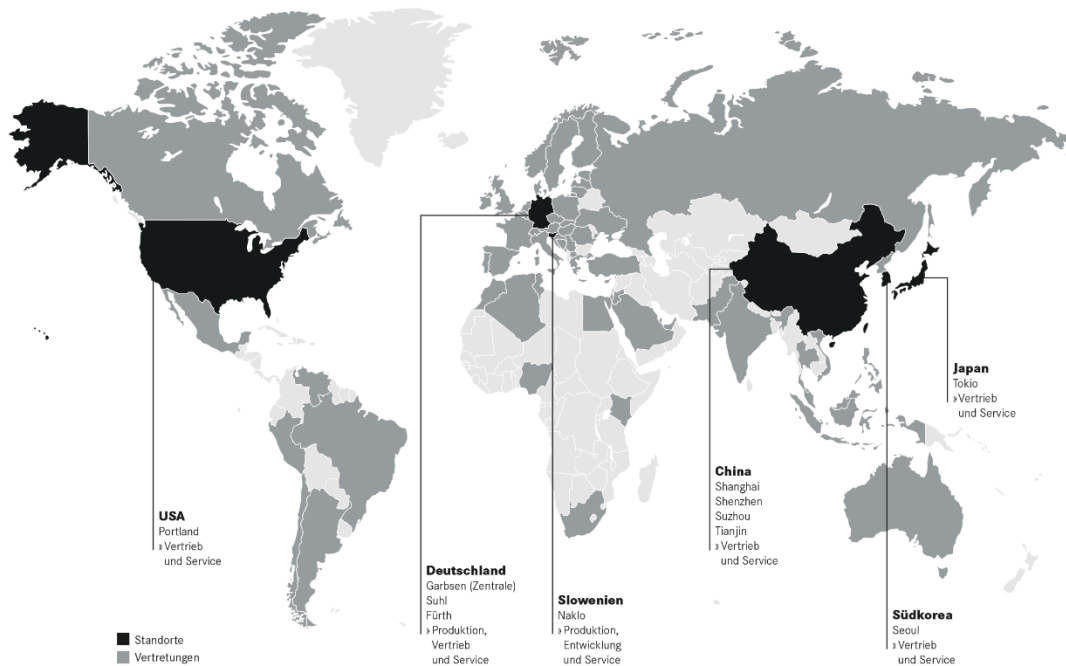 USA
Portland
› Vertrieb
und Service
Deutschland
Garbsen (Zentrale)
Suhl
Fürth
› Produktion,
Vertrieb
und Service
Slowenien
Naklo
› Produktion,
Entwicklung
und Service
China
Shanghai
Shenzhen
Suzhou
Tianjin
› Vertrieb
und Service
Japan
Tokio
› Vertrieb
und Service
Südkorea
Seoul
› Vertrieb
und Service
Standorte
Vertretungen